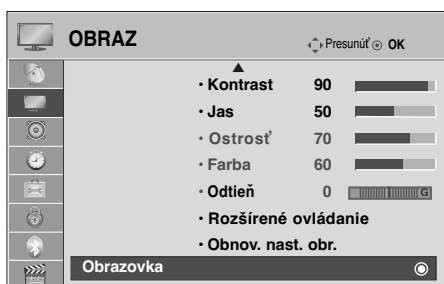 OBRAZ Presunúť OK
• Kontrast 90
• Jas 50
• Ostrosť 70
• Farba 60
• Odtieň 0 G
• Rozšírené ovládanie
• Obnov. nast. obr.
Obrazovka